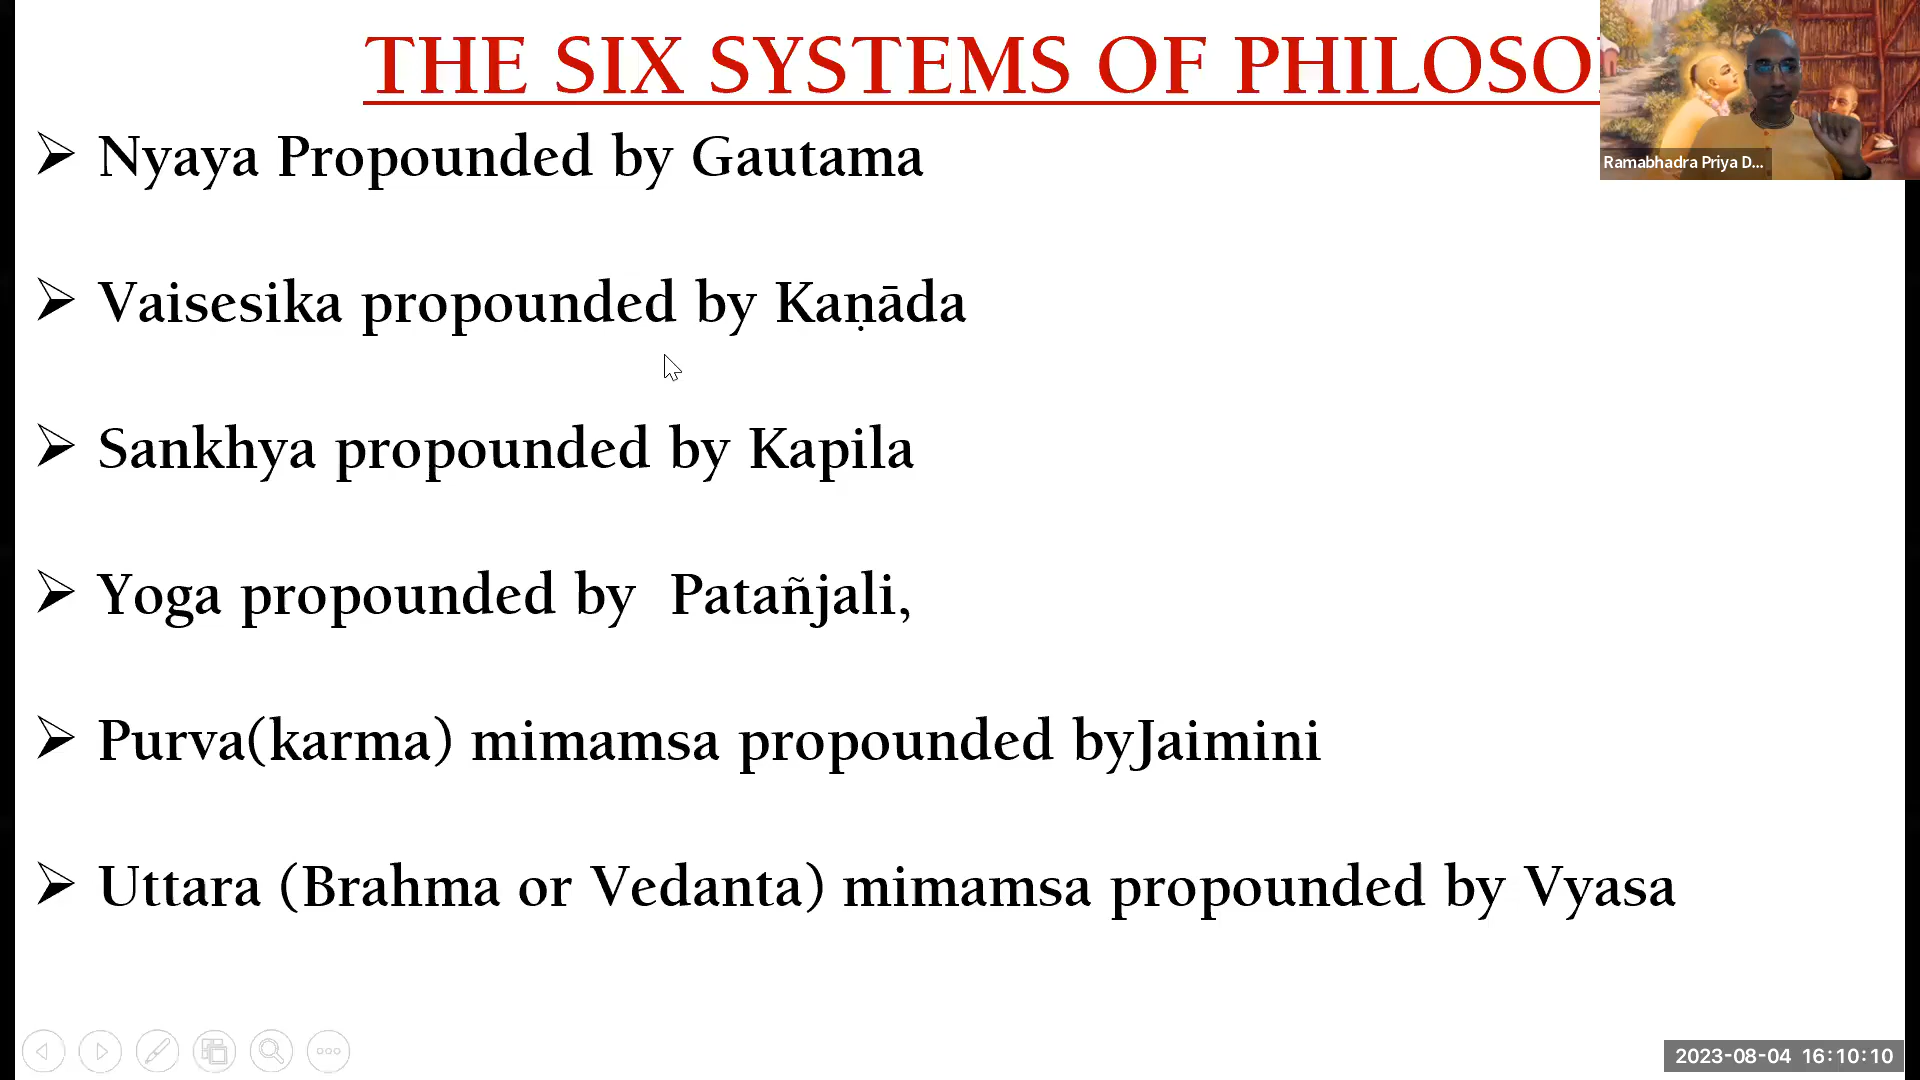 THE SIX SYSTEMS OF PHILOSO
Ramabhadra Priya D...
➢ Nyaya Propounded by Gautama
➢ Vaisesika propounded by Kaṇāda
➢ Sankhya propounded by Kapila
➢ Yoga propounded by  Patañjali,
➢ Purva(karma) mimamsa propounded byJaimini
➢ Uttara (Brahma or Vedanta) mimamsa propounded by Vyasa
2023-08-04 16:10:10